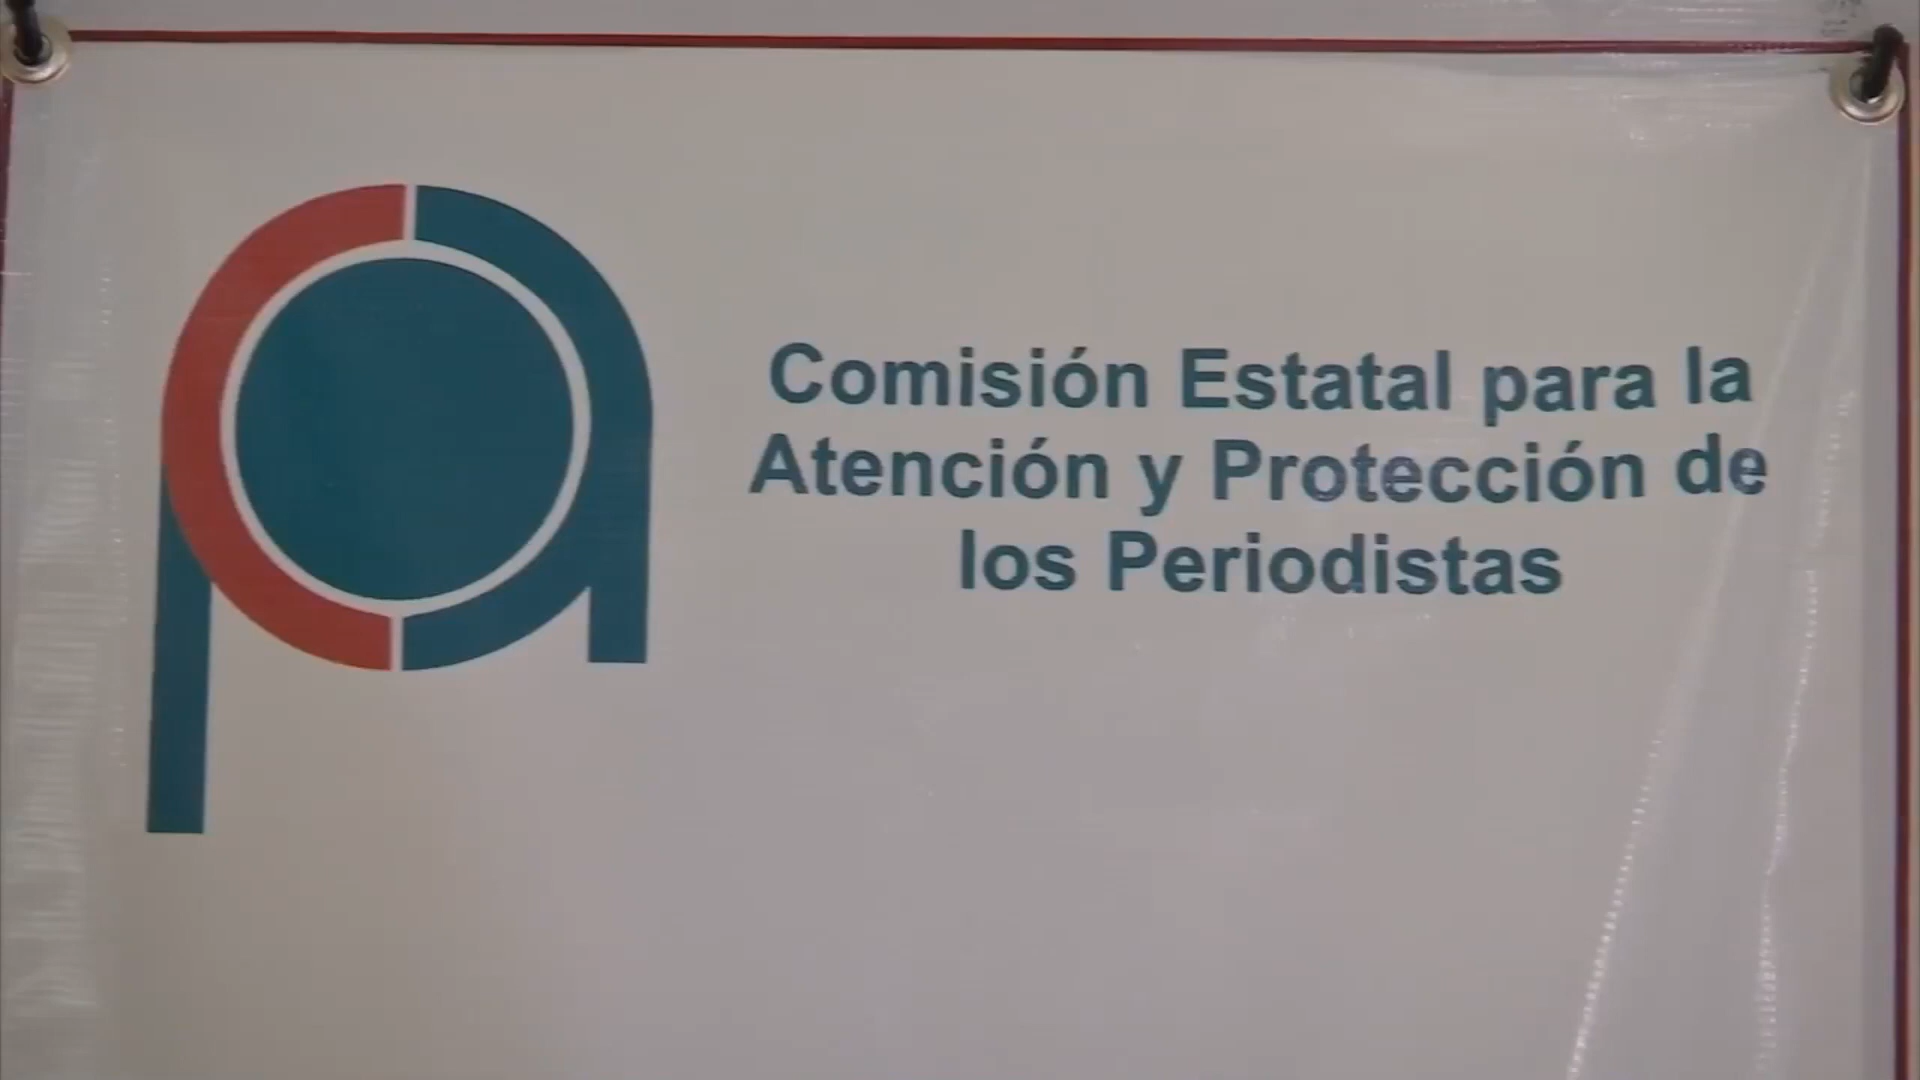 Comisión Estatal para la
Atención y Protección de
los Periodistas